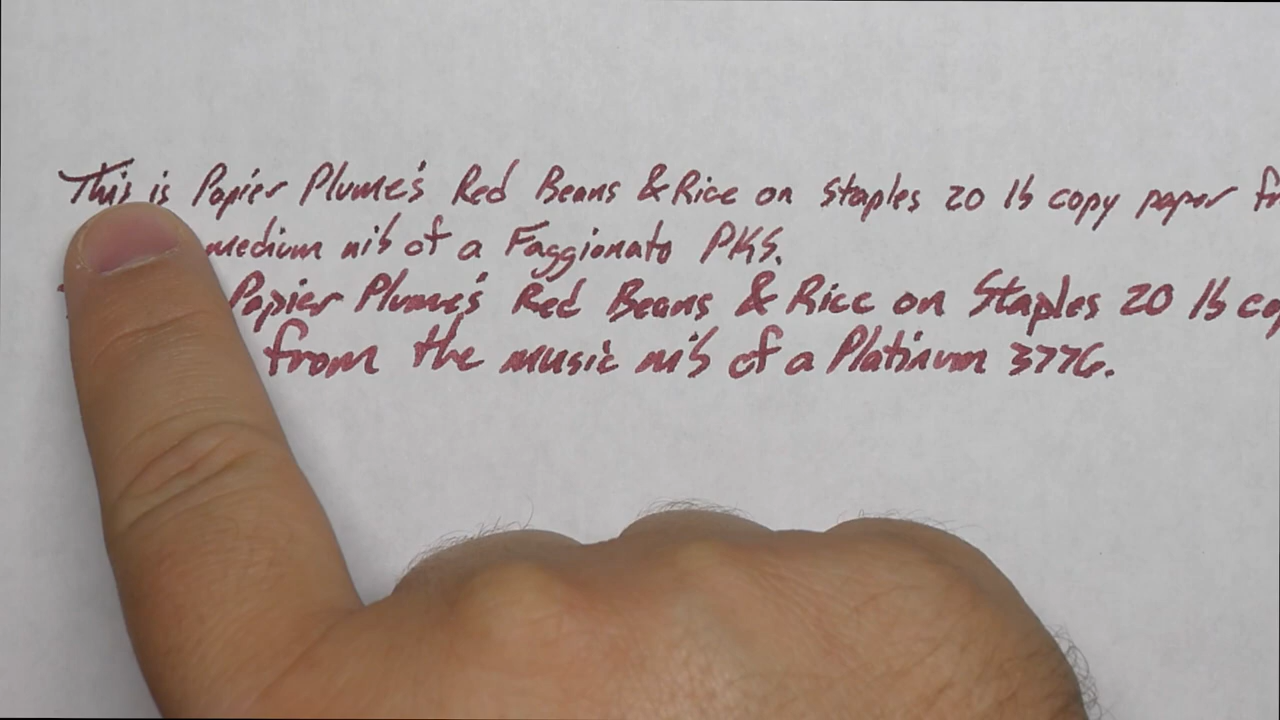 This is Papier Plume's Red Beans & Rice on Staples 20 lb copy paper
medium nib of a Faggionato PKS.
Papier Plume's Red Beans & Rice on Staples 20 lb
from the music nib of a Platinum 3776.